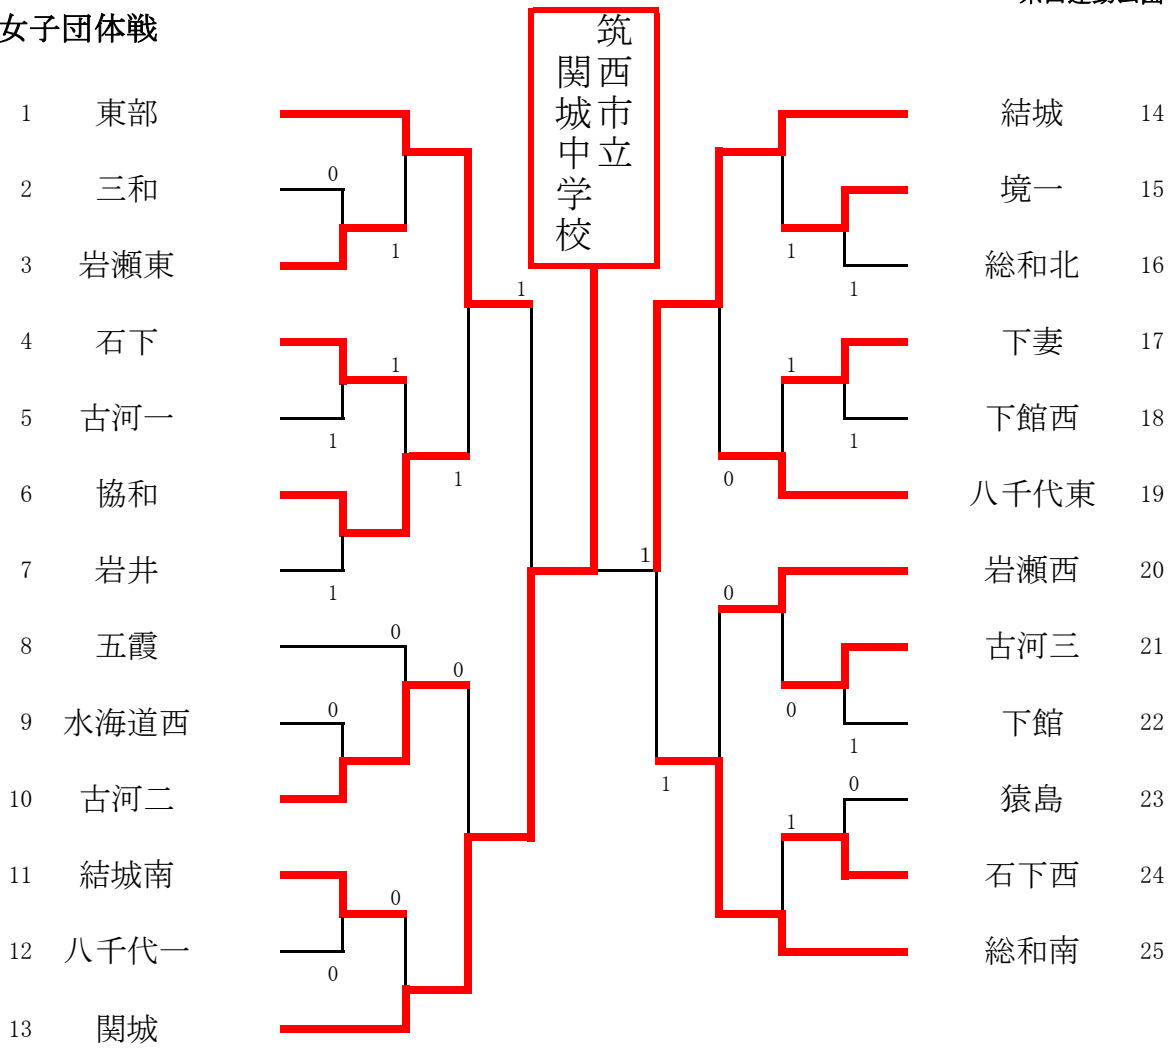 女子団体戦
筑西市立
関城中学校
1 東部
2 三和
3 岩瀬東
4 石下
5 古河一
6 協和
7 岩井
8 五霞
9 水海道西
10 古河二
11 結城南
12 八千代一
13 関城
0
1
1
1
1
1
1
0
0
0
0
0
結城 14
境一 15
総和北 16
下妻 17
下館西 18
八千代東 19
岩瀬西 20
古河三 21
下館 22
猿島 23
石下西 24
総和南 25
1
1
1
1
0
1
0
0
1
1
0
1